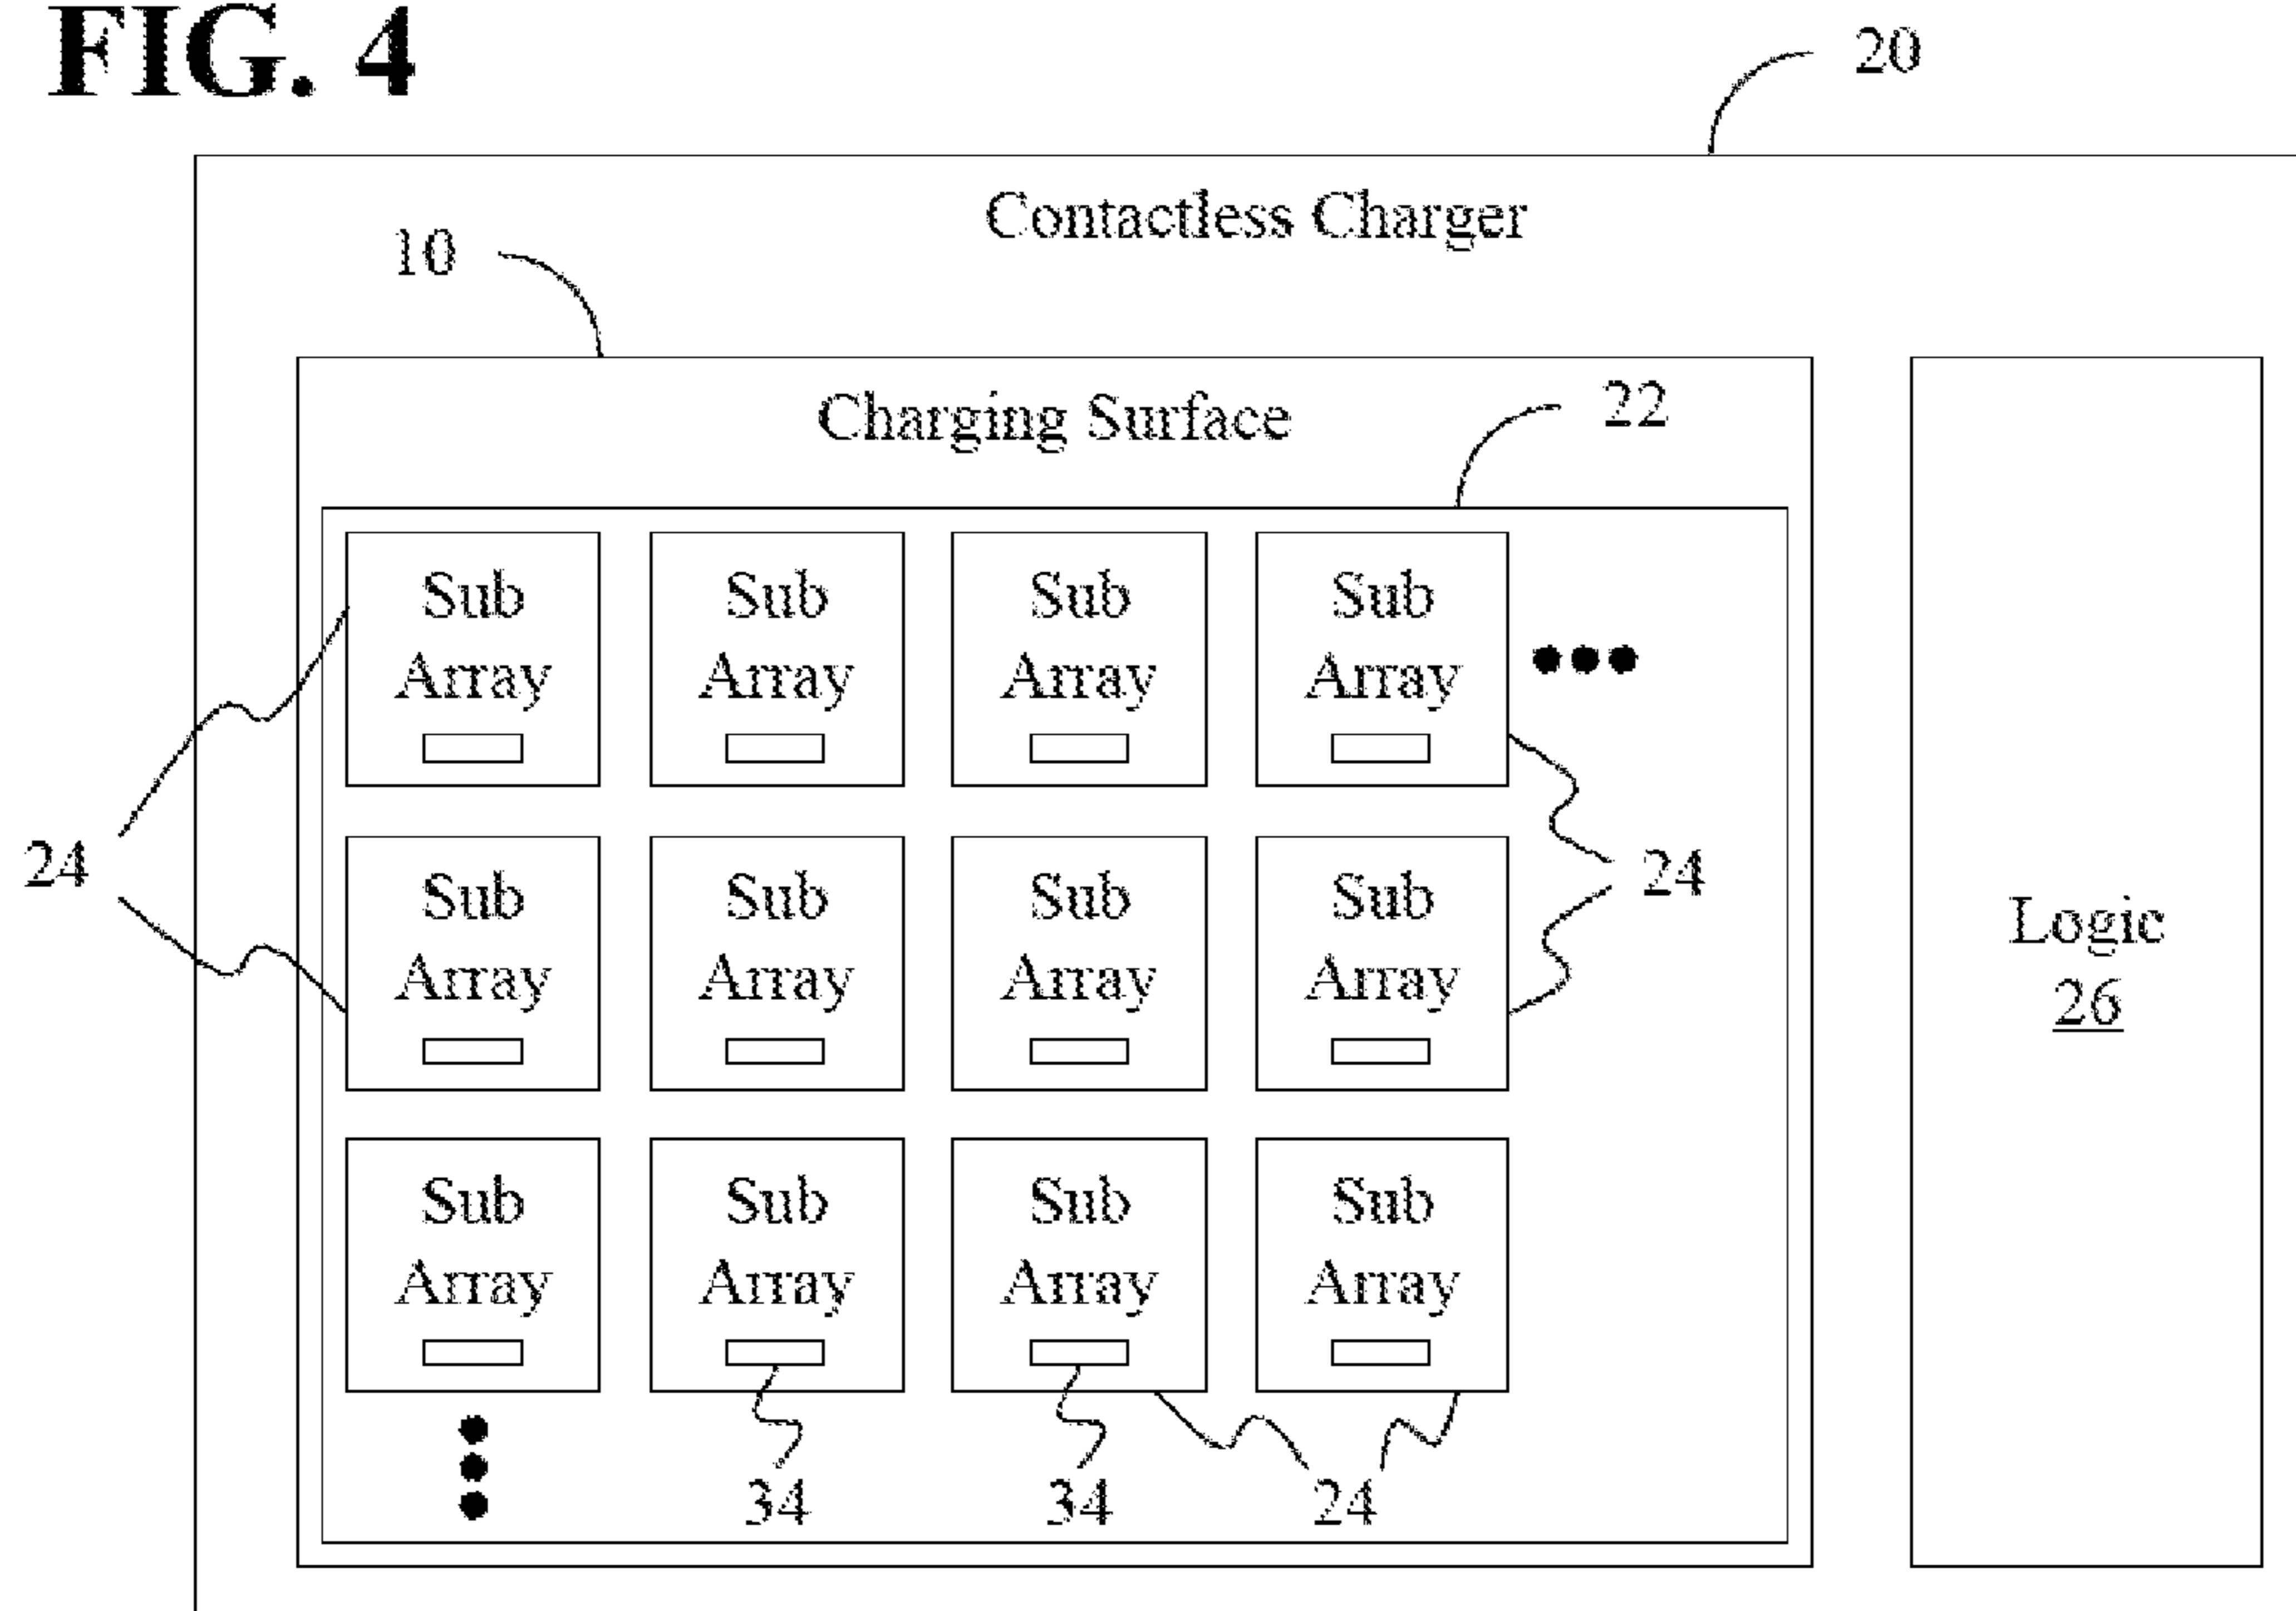 FIG. 4
20
Contactless Charger
10
Charging Surface
22
Sub Array
Sub Array
Sub Array
Sub Array
24
24
Sub Array
Sub Array
Sub Array
Sub Array
Logic
26
Sub Array
Sub Array
Sub Array
Sub Array
34
34
24